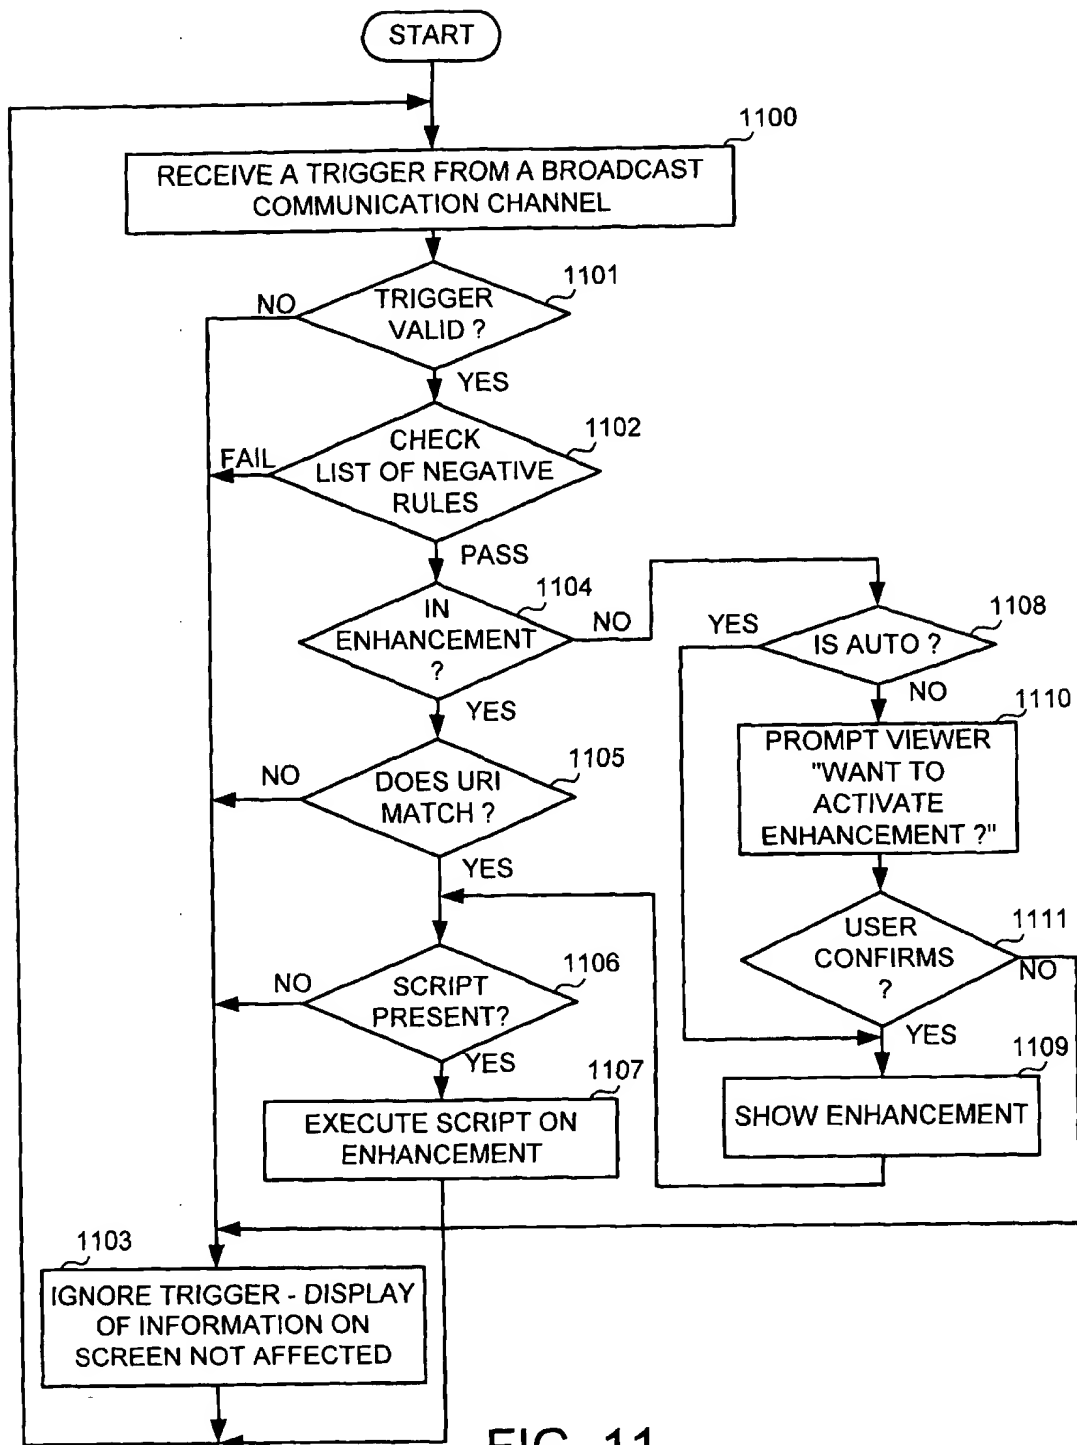 START
1100
RECEIVE A TRIGGER FROM A BROADCAST
COMMUNICATION CHANNEL
1101
NO
TRIGGER
VALID ?
YES
1102
CHECK
LIST OF NEGATIVE
RULES
FAIL
PASS
1104
IN
ENHANCEMENT
?
NO
YES
1108
IS AUTO ?
YES
NO
1110
PROMPT VIEWER
"WANT TO
ACTIVATE
ENHANCEMENT ?"
1105
DOES URI
MATCH ?
NO
YES
1111
USER
CONFIRMS
?
NO
YES
1106
SCRIPT
PRESENT?
NO
YES
1109
SHOW ENHANCEMENT
1107
EXECUTE SCRIPT ON
ENHANCEMENT
1103
IGNORE TRIGGER - DISPLAY
OF INFORMATION ON
SCREEN NOT AFFECTED
FIG. 11